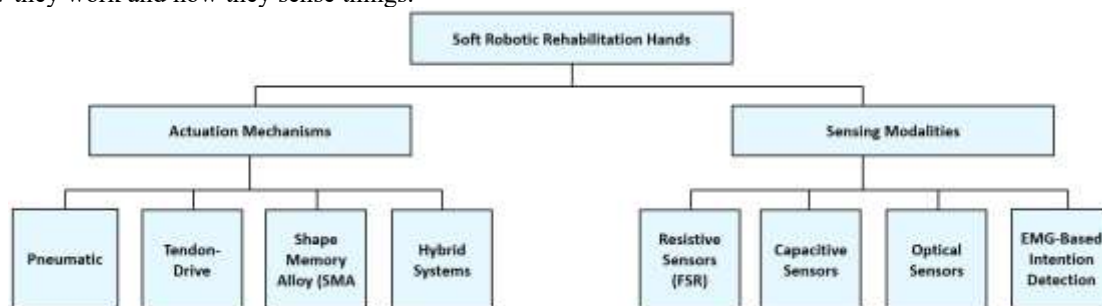 they work and how they sense things.
Soft Robotic Rehabilitation Hands
Actuation Mechanisms
Sensing Modalities
Pneumatic
Tendon-
Drive
Shape
Memory
Alloy (SMA
Hybrid
Systems
Resistive
Sensors
(FSR)
Capacitive
Sensors
Optical
Sensors
EMG-Based
Intention
Detection